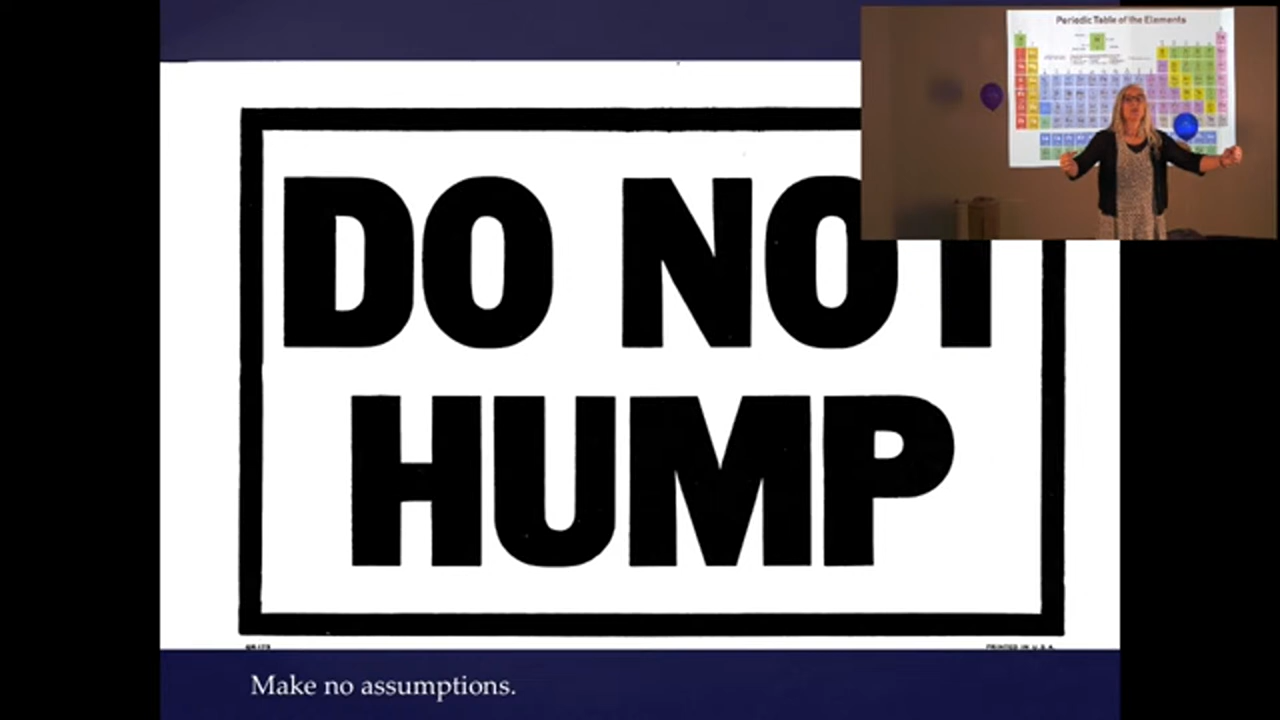 Periodic Table of the Elements
DO NOT
HUMP
PRINTED IN U.S.A.
Make no assumptions.